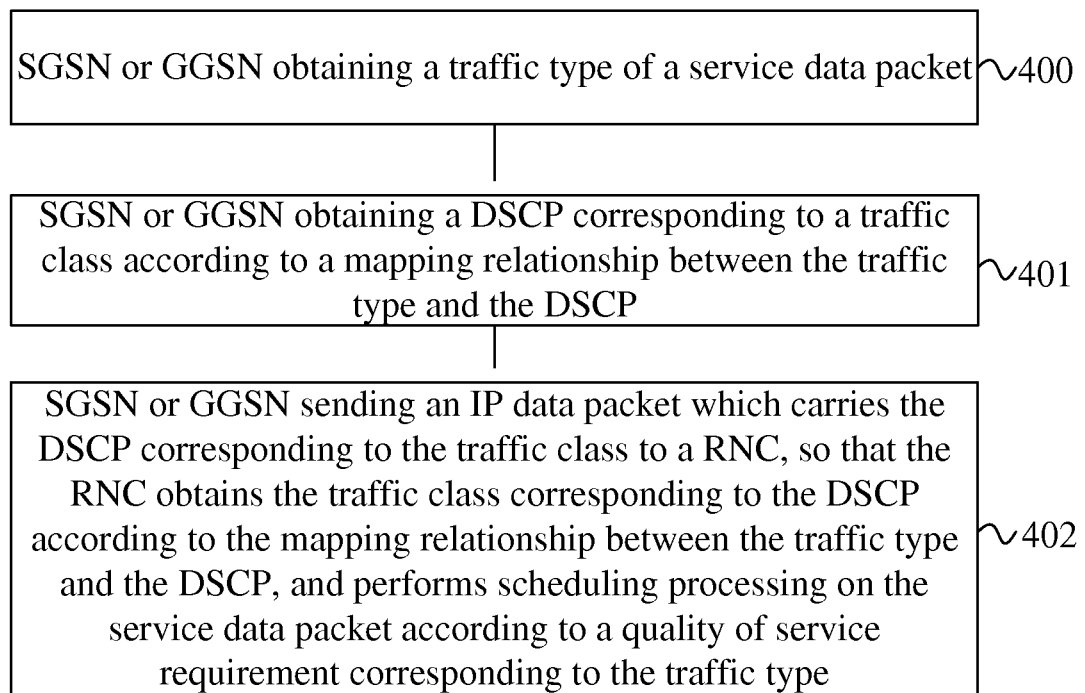 SGSN or GGSN obtaining a traffic type of a service data packet
400
SGSN or GGSN obtaining a DSCP corresponding to a traffic
class according to a mapping relationship between the traffic
type and the DSCP
401
SGSN or GGSN sending an IP data packet which carries the
DSCP corresponding to the traffic class to a RNC, so that the
RNC obtains the traffic class corresponding to the DSCP
according to the mapping relationship between the traffic type
and the DSCP, and performs scheduling processing on the
service data packet according to a quality of service
requirement corresponding to the traffic type
402